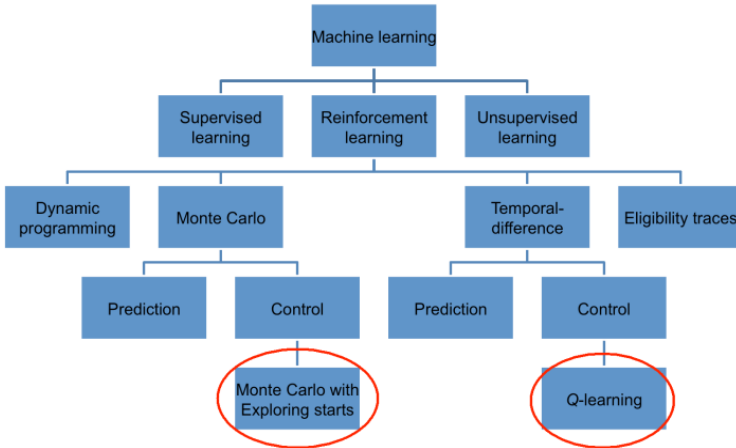 Machine learning
Supervised
learning
Reinforcement
learning
Unsupervised
learning
Dynamic
programming
Monte Carlo
Temporal-
difference
Eligibility traces
Prediction
Control
Prediction
Control
Monte Carlo with
Exploring starts
Q-learning